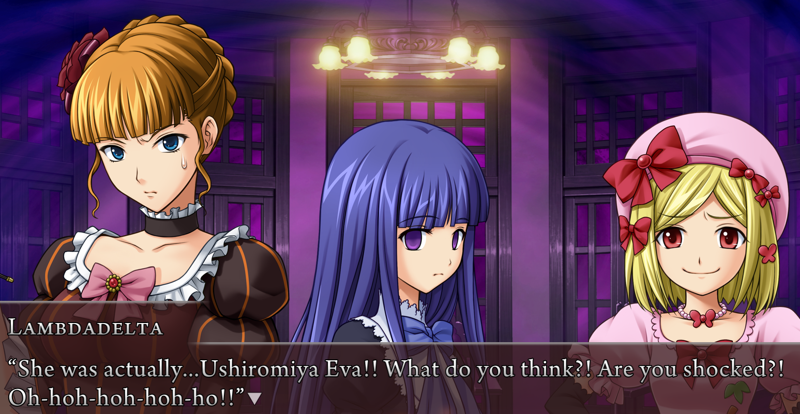 LAMBDADELTA
“She was actually...Ushiromiya Eva!! What do you think?! Are you shocked?!
Oh-hoh-hoh-hoh-ho!!”